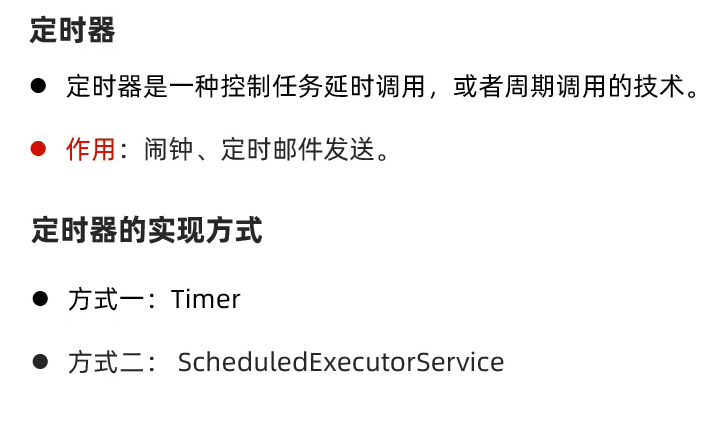 定时器
● 定时器是一种控制任务延时调用，或者周期调用的技术。
● 作用：闹钟、定时邮件发送。
定时器的实现方式
● 方式一：Timer
● 方式二： ScheduledExecutorService